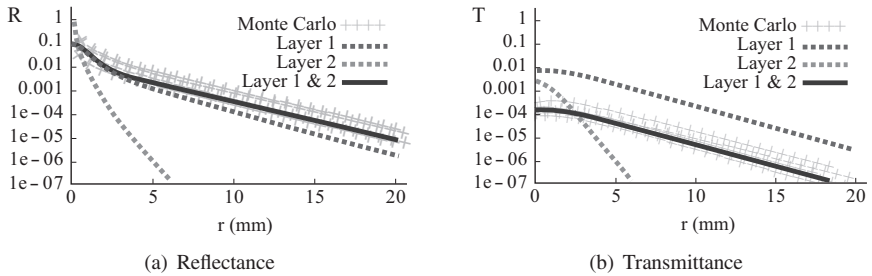 R
1
0.1
0.01
0.001
1e-04
1e-05
1e-06
1e-07
0 5 10 15 20
r (mm)
Monte Carlo
Layer 1
Layer 2
Layer 1 & 2
(a) Reflectance
T
1
0.1
0.01
0.001
1e-04
1e-05
1e-06
1e-07
0 5 10 15 20
r (mm)
Monte Carlo
Layer 1
Layer 2
Layer 1 & 2
(b) Transmittance